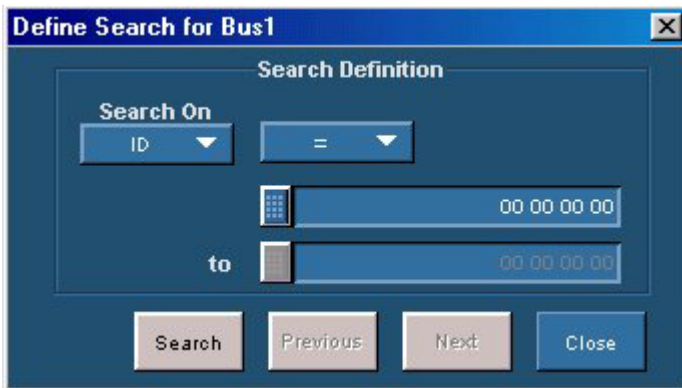 Define Search for Bus1
Search Definition
Search On
ID =
00 00 00 00
to 00 00 00 00
Search Previous Next Close